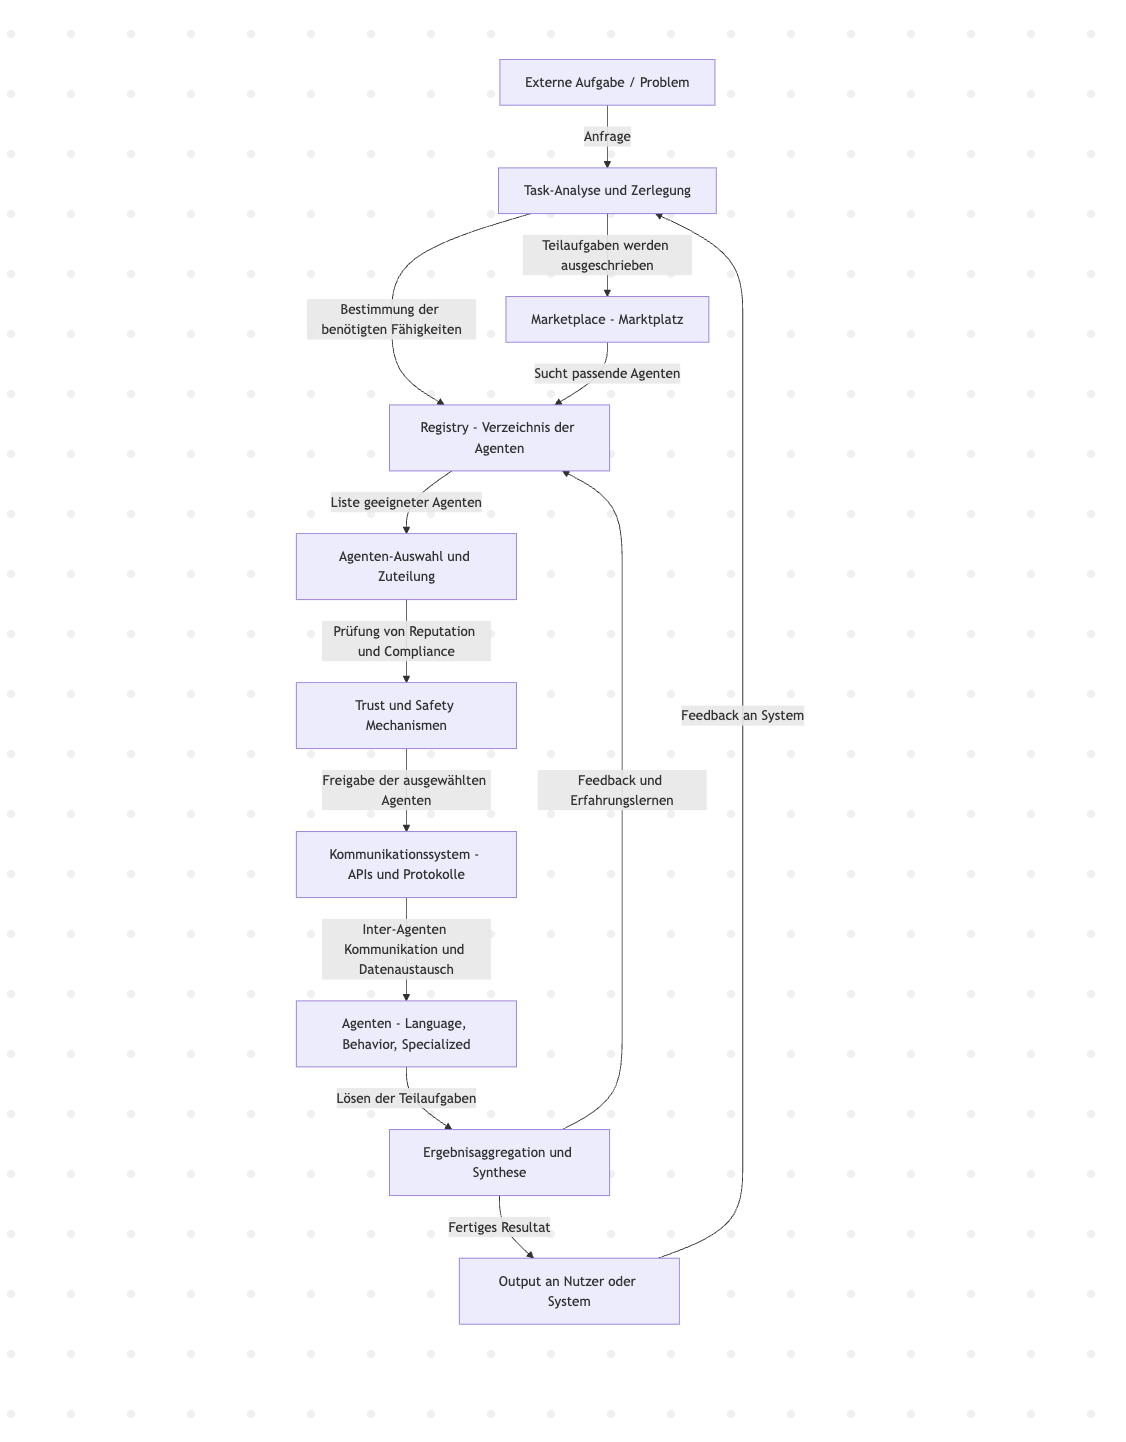 Externe Aufgabe / Problem
Anfrage
Task-Analyse und Zerlegung
Teilaufgaben werden
ausgeschrieben
Bestimmung der
benötigten Fähigkeiten
Marketplace - Marktplatz
Sucht passende Agenten
Registry - Verzeichnis der
Agenten
Liste geeigneter Agenten
Agenten-Auswahl und
Zuteilung
Prüfung von Reputation
und Compliance
Trust und Safety
Mechanismen
Feedback an System
Freigabe der ausgewählten
Agenten
Feedback und
Erfahrungslernen
Kommunikationssystem -
APIs und Protokolle
Inter-Agenten
Kommunikation und
Datenaustausch
Agenten - Language,
Behavior, Specialized
Lösen der Teilaufgaben
Ergebnisaggregation und
Synthese
Fertiges Resultat
Output an Nutzer oder
System